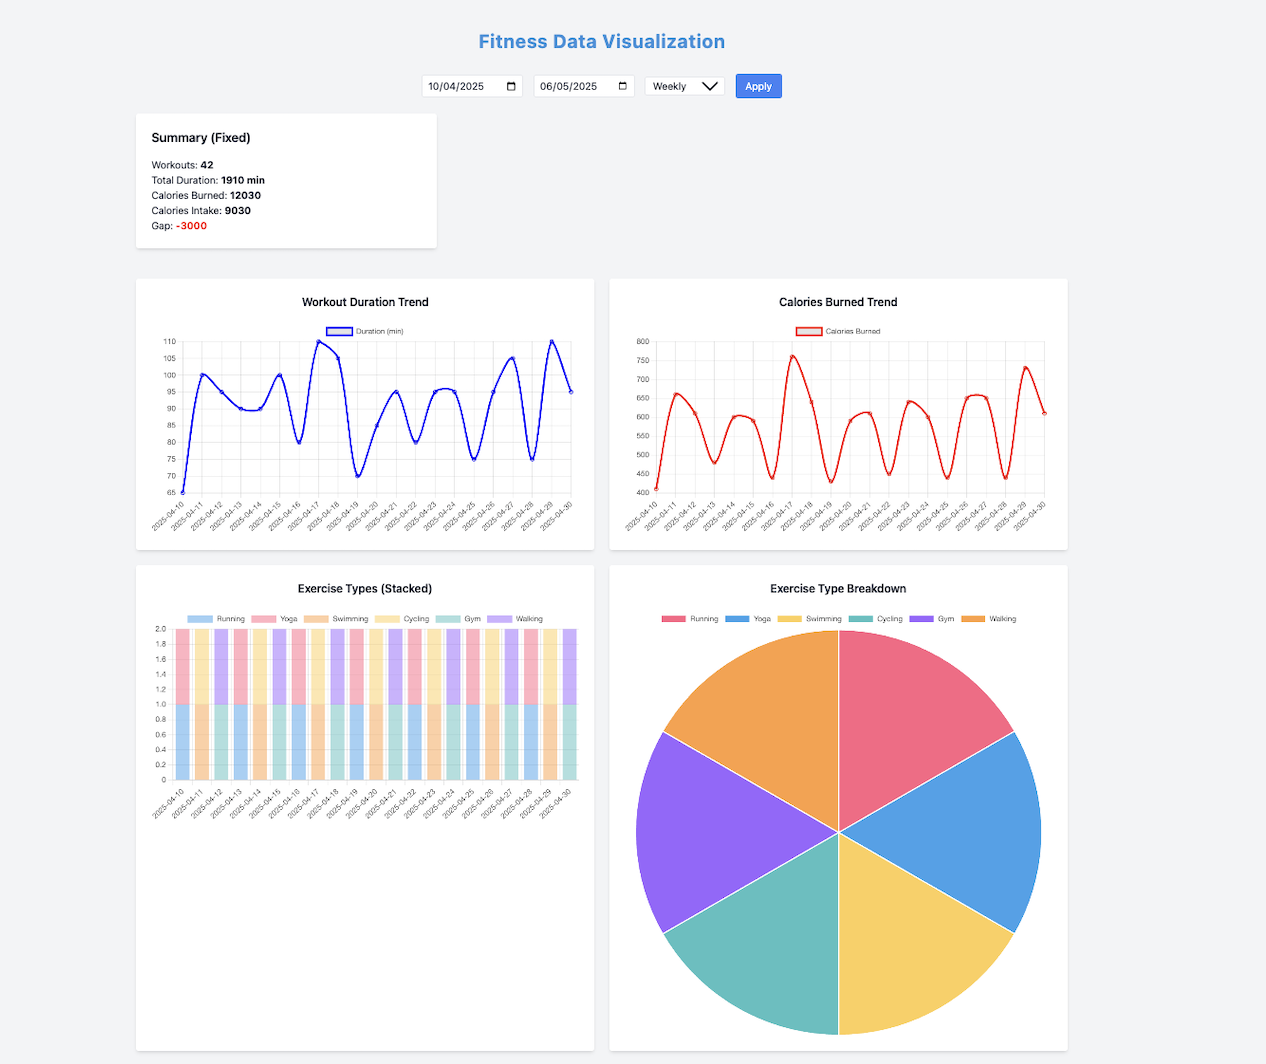 Fitness Data Visualization
10/04/2025 06/05/2025 Weekly Apply
Summary (Fixed)
Workouts: 42
Total Duration: 1910 min
Calories Burned: 12030
Calories Intake: 9030
Gap: -3000
Workout Duration Trend
Duration (min)
110
105
100
95
90
85
80
75
70
65
2025-04-10 2025-04-11 2025-04-12 2025-04-13 2025-04-14 2025-04-15 2025-04-16 2025-04-17 2025-04-18 2025-04-19 2025-04-20 2025-04-21 2025-04-22 2025-04-23 2025-04-24 2025-04-25 2025-04-26 2025-04-27 2025-04-28 2025-04-29 2025-04-30
Calories Burned Trend
Calories Burned
800
750
700
650
600
550
500
450
400
2025-04-10 2025-04-11 2025-04-12 2025-04-13 2025-04-14 2025-04-15 2025-04-16 2025-04-17 2025-04-18 2025-04-19 2025-04-20 2025-04-21 2025-04-22 2025-04-23 2025-04-24 2025-04-25 2025-04-26 2025-04-27 2025-04-28 2025-04-29 2025-04-30
Exercise Types (Stacked)
Running Yoga Swimming Cycling Gym Walking
2.0
1.8
1.6
1.4
1.2
1.0
0.8
0.6
0.4
0.2
0
2025-04-10 2025-04-11 2025-04-12 2025-04-13 2025-04-14 2025-04-15 2025-04-16 2025-04-17 2025-04-18 2025-04-19 2025-04-20 2025-04-21 2025-04-22 2025-04-23 2025-04-24 2025-04-25 2025-04-26 2025-04-27 2025-04-28 2025-04-29 2025-04-30
Exercise Type Breakdown
Running Yoga Swimming Cycling Gym Walking